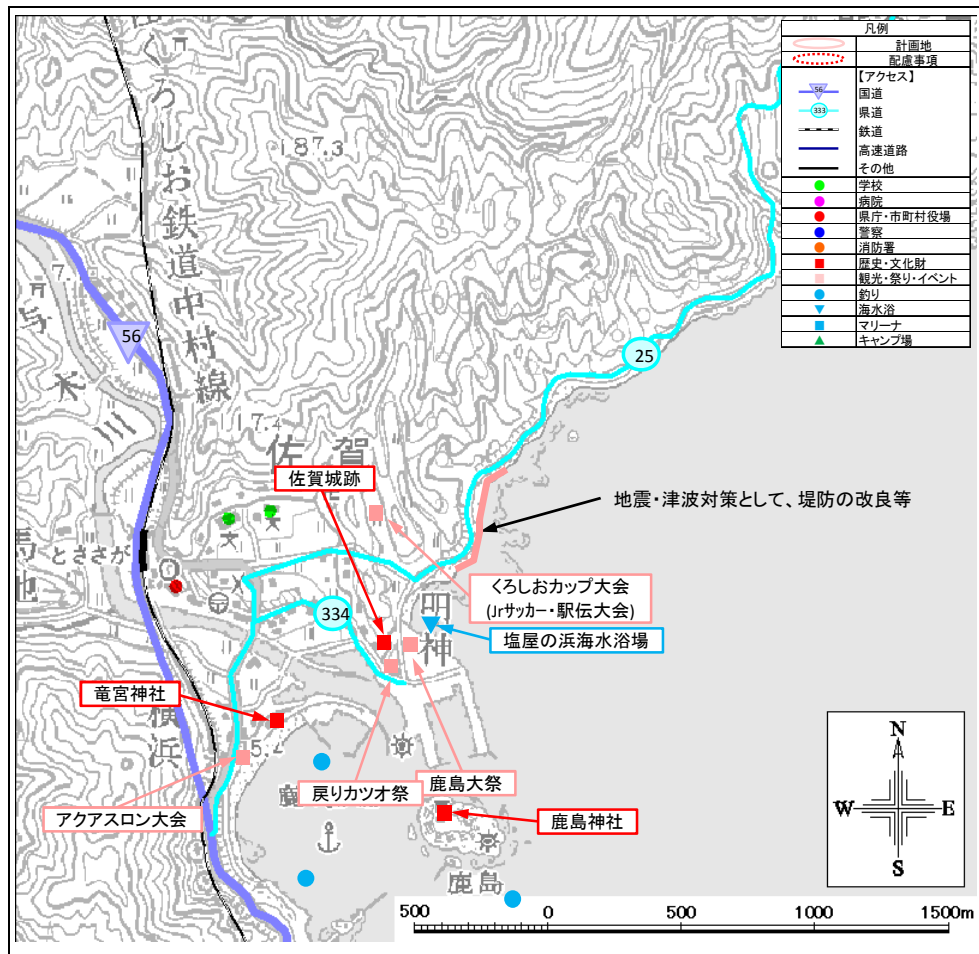 凡例
計画地
配慮事項
【アクセス】
56
国道
333
県道
鉄道
高速道路
その他
学校
病院
県庁・市町村役場
警察
消防署
歴史・文化財
観光・祭り・イベント
釣り
海水浴
マリーナ
キャンプ場
くろしお鉄道中村線
187.3
56
25
117.4
佐賀
佐賀城跡
地震・津波対策として、堤防の改良等
とささが
くろしおカップ大会
(Jrサッカー・駅伝大会)
334
明神
塩屋の浜海水浴場
竜宮神社
横浜
5.2
戻りカツオ祭
鹿島大祭
アクアスロン大会
鹿島神社
鹿島
N
W
E
S
500
0
500
1000
1500m